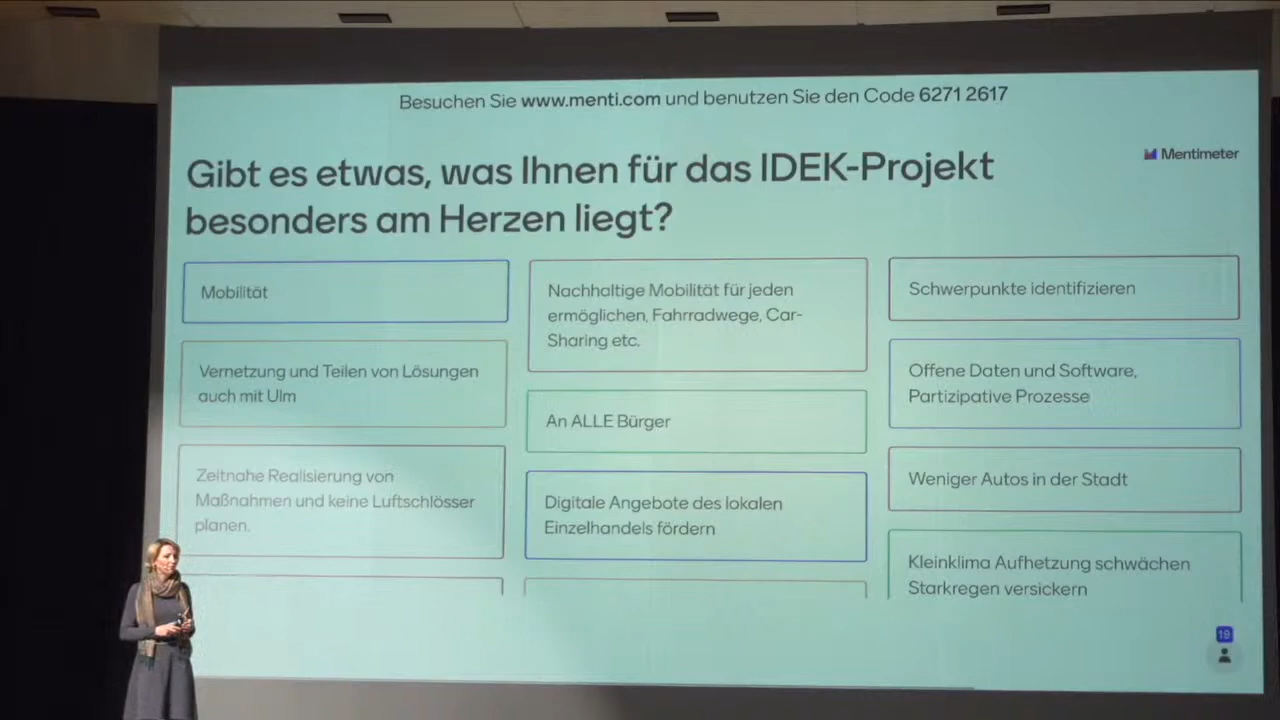 Besuchen Sie www.menti.com und benutzen Sie den Code 6271 2617
Mentimeter
Gibt es etwas, was Ihnen für das IDEK-Projekt
besonders am Herzen liegt?
Mobilität
Vernetzung und Teilen von Lösungen
auch mit Ulm
Zeitnahe Realisierung von
Maßnahmen und keine Luftschlösser
planen.
Nachhaltige Mobilität für jeden
ermöglichen, Fahrradwege, Car-
Sharing etc.
An ALLE Bürger
Digitale Angebote des lokalen
Einzelhandels fördern
Schwerpunkte identifizieren
Offene Daten und Software,
Partizipative Prozesse
Weniger Autos in der Stadt
Kleinklima Aufhetzung schwächen
Starkregen versickern
19